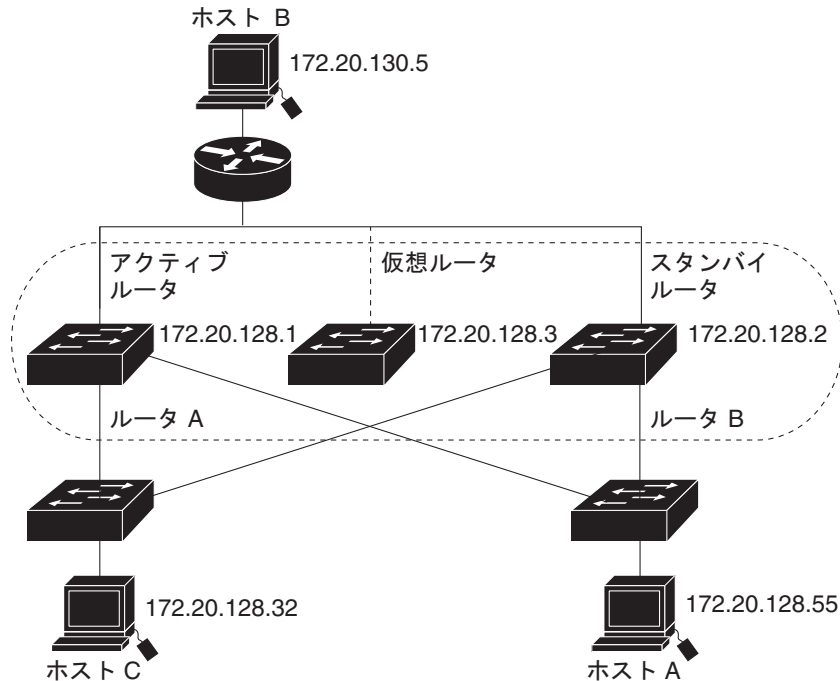 ホスト B
172.20.130.5
アクティブ
ルータ
仮想ルータ
スタンバイ
ルータ
172.20.128.1
172.20.128.3
172.20.128.2
ルータ A
ルータ B
172.20.128.32
172.20.128.55
ホスト C
ホスト A